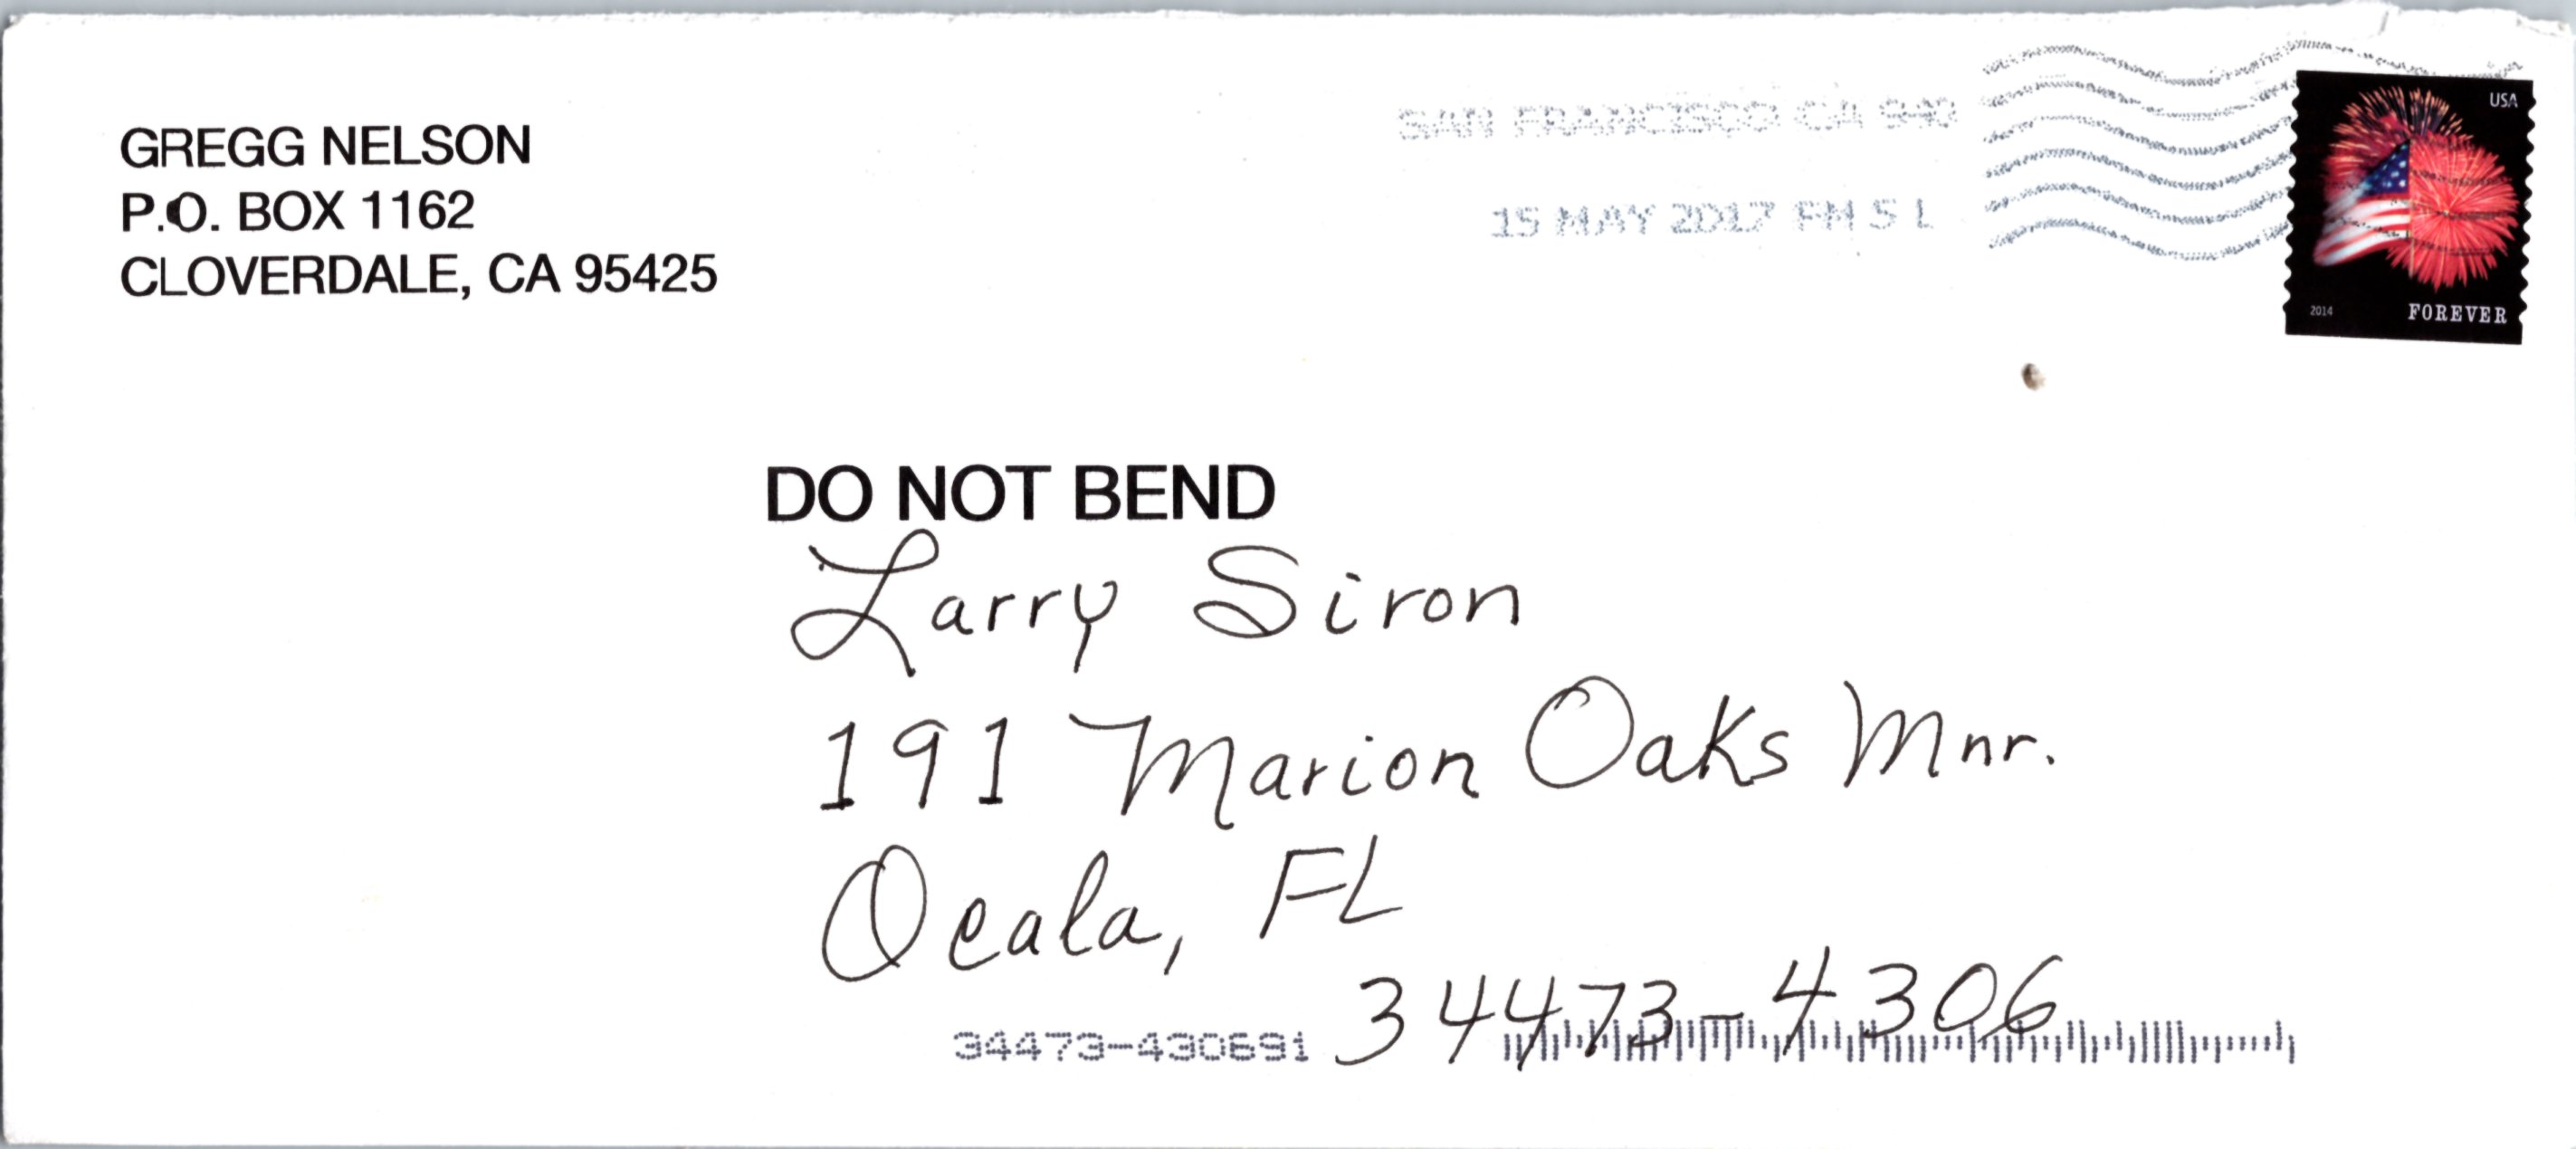 GREGG NELSON
P.O. BOX 1162
CLOVERDALE, CA 95425
SAN FRANCISCO CA 940
15 MAY 2017 PM 5 L
USA
2014 FOREVER
DO NOT BEND
Larry Siron
191 Marion Oaks Mnr.
Ocala, FL
34473-4306
34473-430691